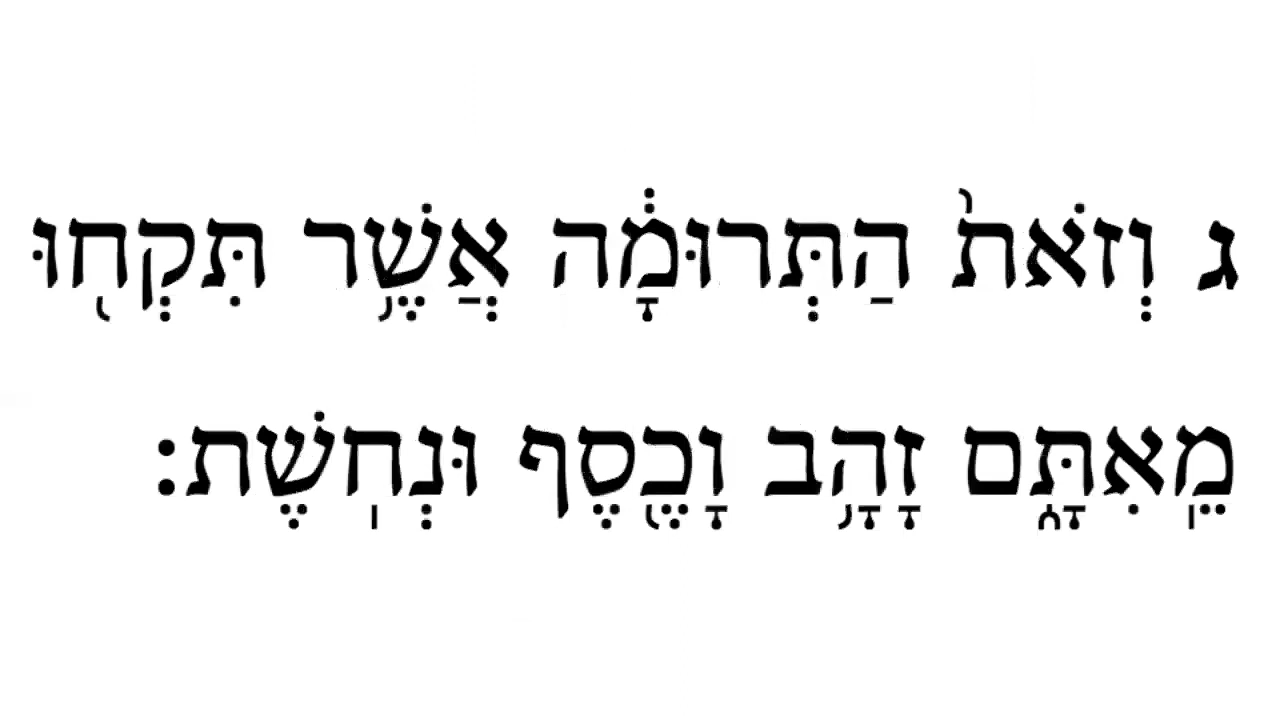 ג וְזֹאת֙ הַתְּרוּמָ֔ה אֲשֶׁ֥ר תִּקְח֖וּ
מֵֽאִתָּ֑ם זָהָ֥ב וָכֶ֖סֶף וּנְחֽשֶׁת: